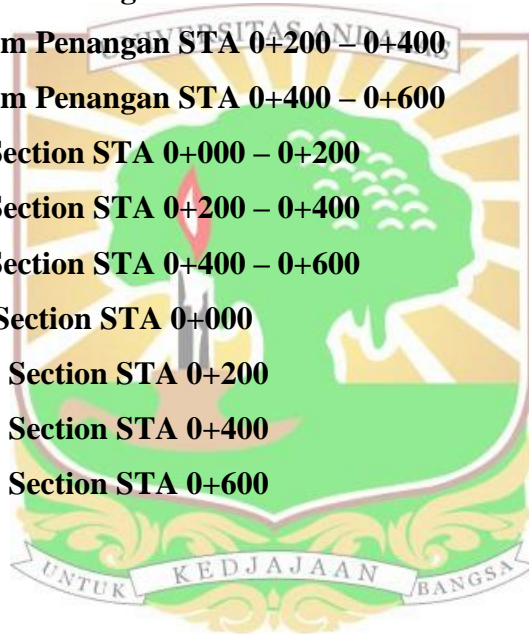 UNIVERSITAS ANDALAS
m Penangan STA 0+200 – 0+400
m Penangan STA 0+400 – 0+600
Section STA 0+000 – 0+200
Section STA 0+200 – 0+400
Section STA 0+400 – 0+600
Section STA 0+000
Section STA 0+200
Section STA 0+400
Section STA 0+600
UNTUK KEDJAJAAN BANGSA